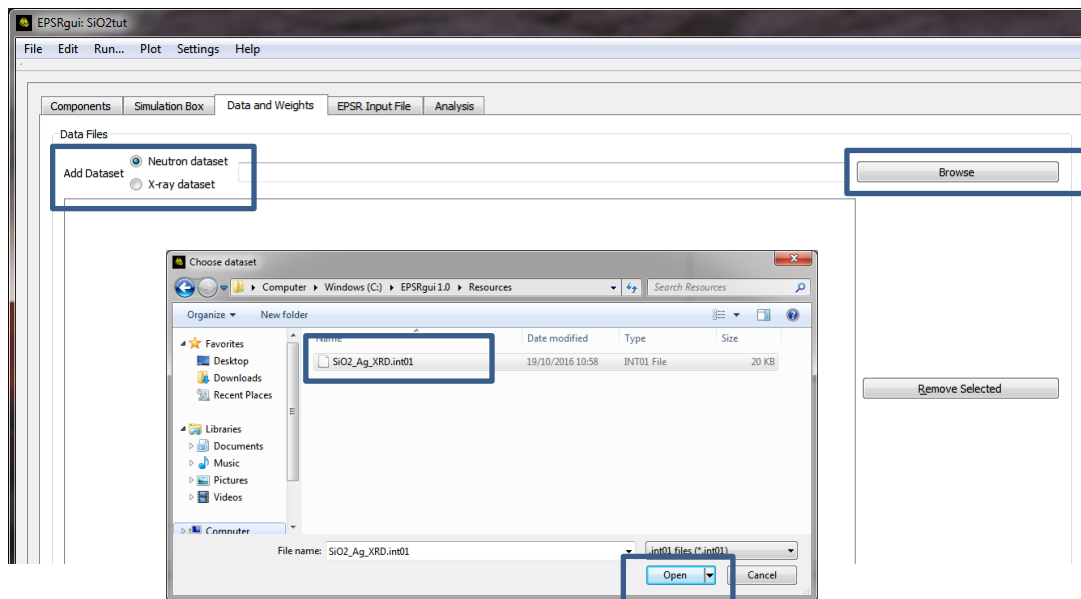 EPSRgui: SiO2tut
File Edit Run... Plot Settings Help
Components Simulation Box Data and Weights EPSR Input File Analysis
Data Files
Add Dataset
Neutron dataset
X-ray dataset
Browse
Choose dataset
Computer Windows (C:) EPSRgui 1.0 Resources Search Resources
Organize New folder
Name Date modified Type Size
SiO2_Ag_XRD.int01 19/10/2016 10:58 INT01 File 20 KB
Favorites
Desktop
Downloads
Recent Places
Libraries
Documents
Music
Pictures
Videos
Computer
File name: SiO2_Ag_XRD.int01 .int01 files (*.int01)
Open Cancel
Remove Selected